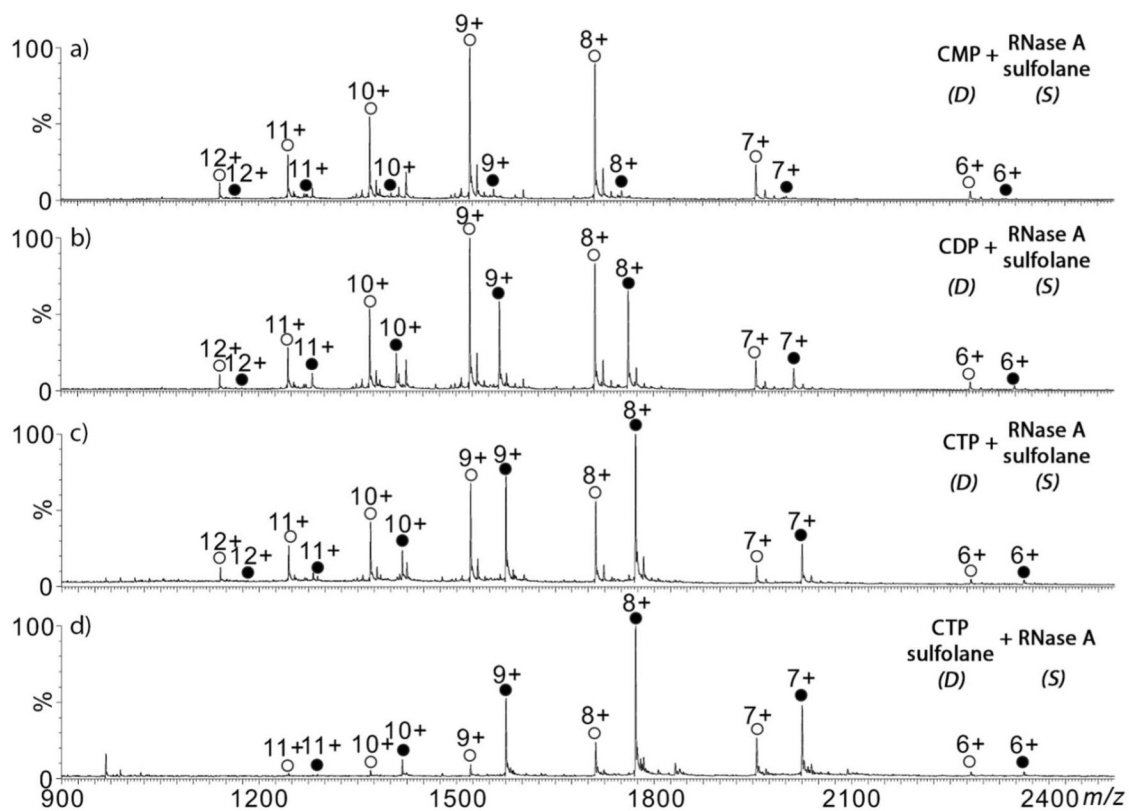 a)
100
%
0
12+ 12+ 11+ 11+ 10+ 10+ 9+ 9+ 8+ 8+ 7+ 7+ 6+ 6+
CMP + RNase A
sulfolane
(D) (S)
b)
100
%
0
12+ 12+ 11+ 11+ 10+ 10+ 9+ 9+ 8+ 8+ 7+ 7+ 6+ 6+
CDP + RNase A
sulfolane
(D) (S)
c)
100
%
0
12+ 12+ 11+ 11+ 10+ 10+ 9+ 9+ 8+ 8+ 7+ 7+ 6+ 6+
CTP + RNase A
sulfolane
(D) (S)
d)
100
%
0
11+ 11+ 10+ 10+ 9+ 9+ 8+ 8+ 7+ 7+ 6+ 6+
CTP
sulfolane + RNase A
(D) (S)
900 1200 1500 1800 2100 2400 m/z